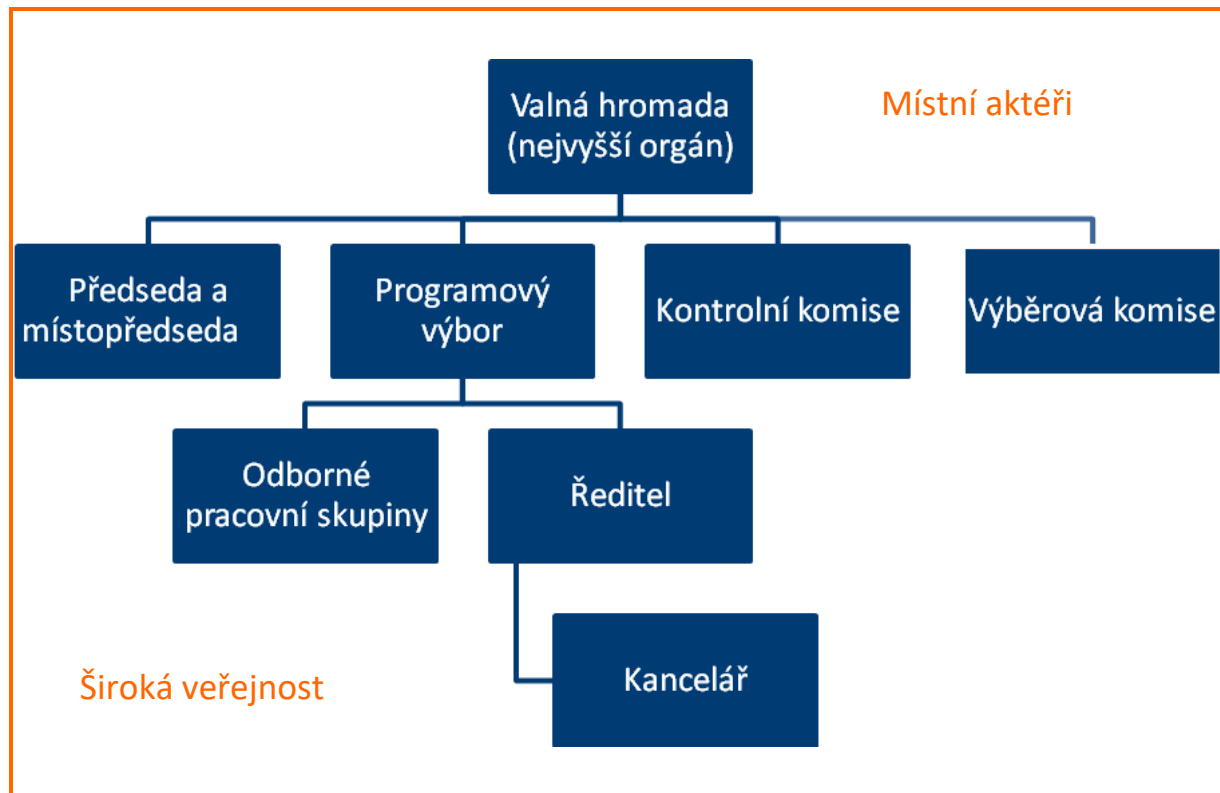 Valná hromada
(nejvyšší orgán)
Místní aktéři
Předseda a
místopředseda
Programový
výbor
Kontrolní komise
Výběrová komise
Odborné
pracovní skupiny
Ředitel
Široká veřejnost
Kancelář